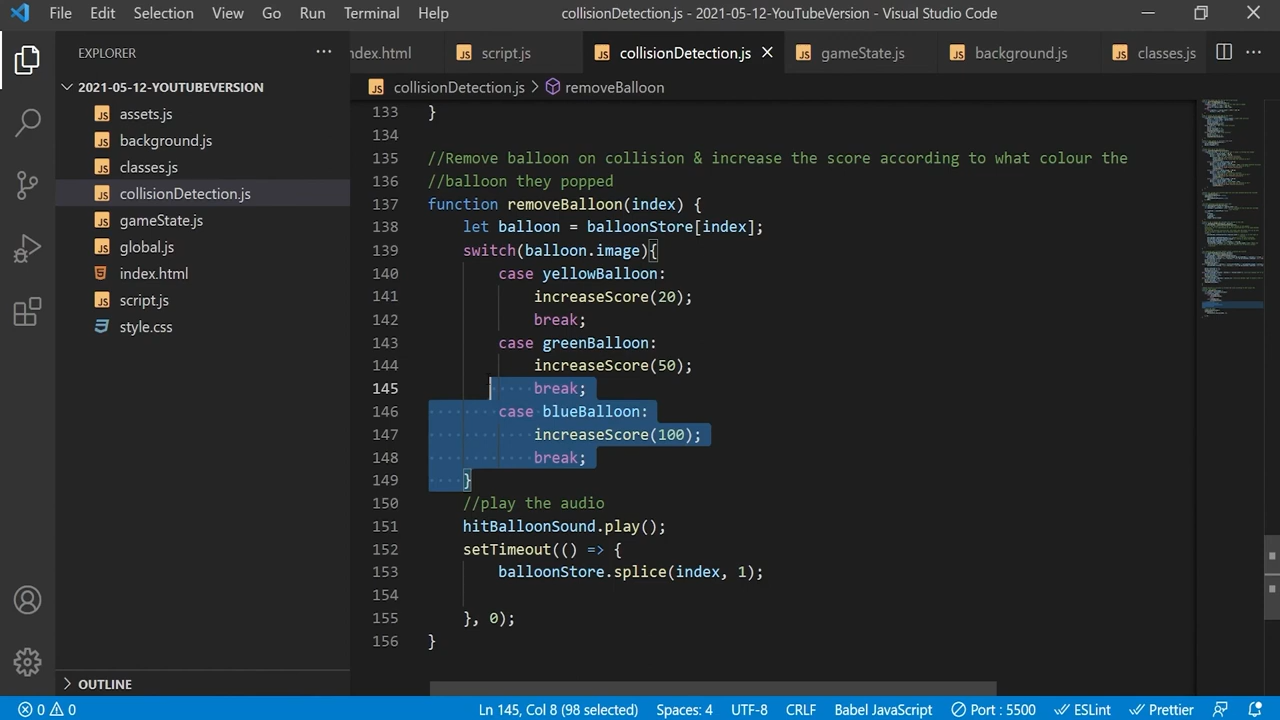 File Edit Selection View Go Run Terminal Help collisionDetection.js - 2021-05-12-YouTubeVersion - Visual Studio Code
EXPLORER
ndex.html script.js collisionDetection.js gameState.js background.js classes.js
2021-05-12-YOUTUBEVERSION
collisionDetection.js > removeBalloon
assets.js
background.js
classes.js
collisionDetection.js
gameState.js
global.js
index.html
script.js
style.css
133 }
134
135 //Remove balloon on collision & increase the score according to what colour the
136 //balloon they popped
137 function removeBalloon(index) {
138 let balloon = balloonStore[index];
139 switch(balloon.image){
140 case yellowBalloon:
141 increaseScore(20);
142 break;
143 case greenBalloon:
144 increaseScore(50);
145 break;
146 case blueBalloon:
147 increaseScore(100);
148 break;
149 }
150 //play the audio
151 hitBalloonSound.play();
152 setTimeout(() => {
153 balloonStore.splice(index, 1);
154
155 }, 0);
156 }
OUTLINE
0 0 Ln 145, Col 8 (98 selected) Spaces: 4 UTF-8 CRLF Babel JavaScript Port : 5500 ESLint Prettier